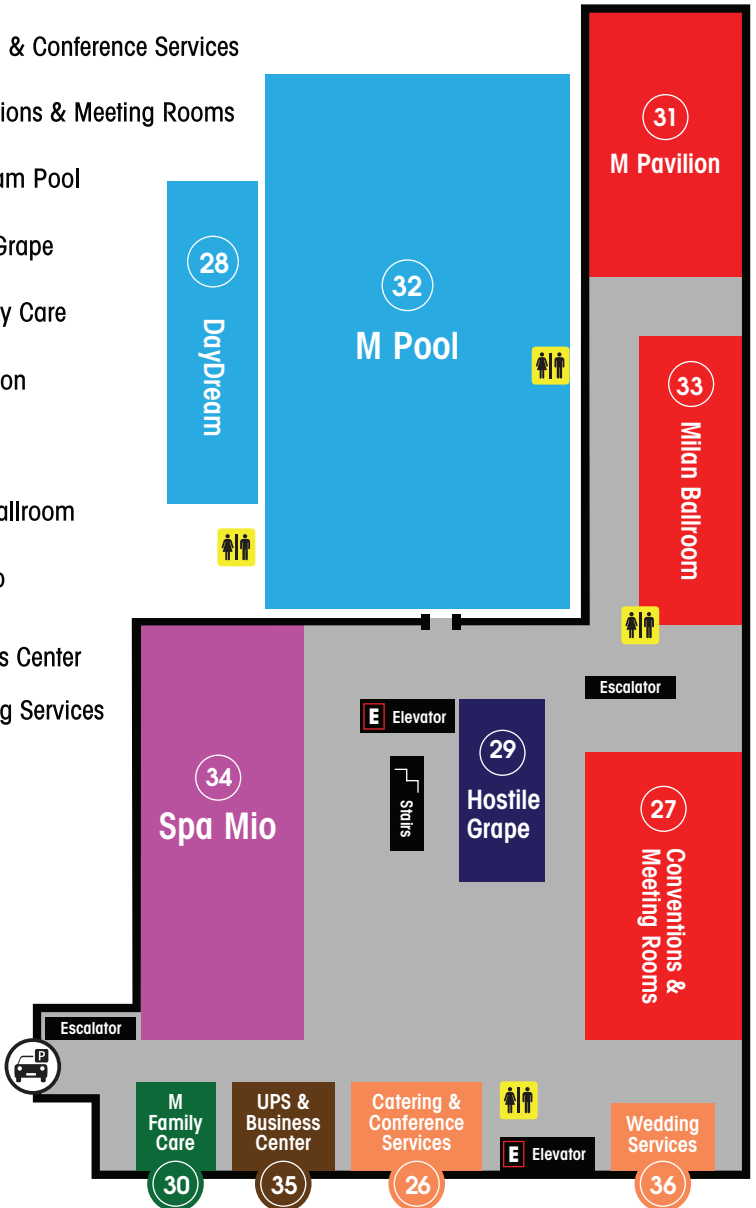 & Conference Services
ions & Meeting Rooms
am Pool
Grape
y Care
on
allroom
o
s Center
g Services
31
M Pavilion
28
DayDream
32
M Pool
33
Milan Ballroom
Escalator
E Elevator
Stairs
29
Hostile
Grape
34
Spa Mio
27
Conventions &
Meeting Rooms
Escalator
P
M
Family
Care
30
UPS &
Business
Center
35
Catering &
Conference
Services
26
E Elevator
Wedding
Services
36